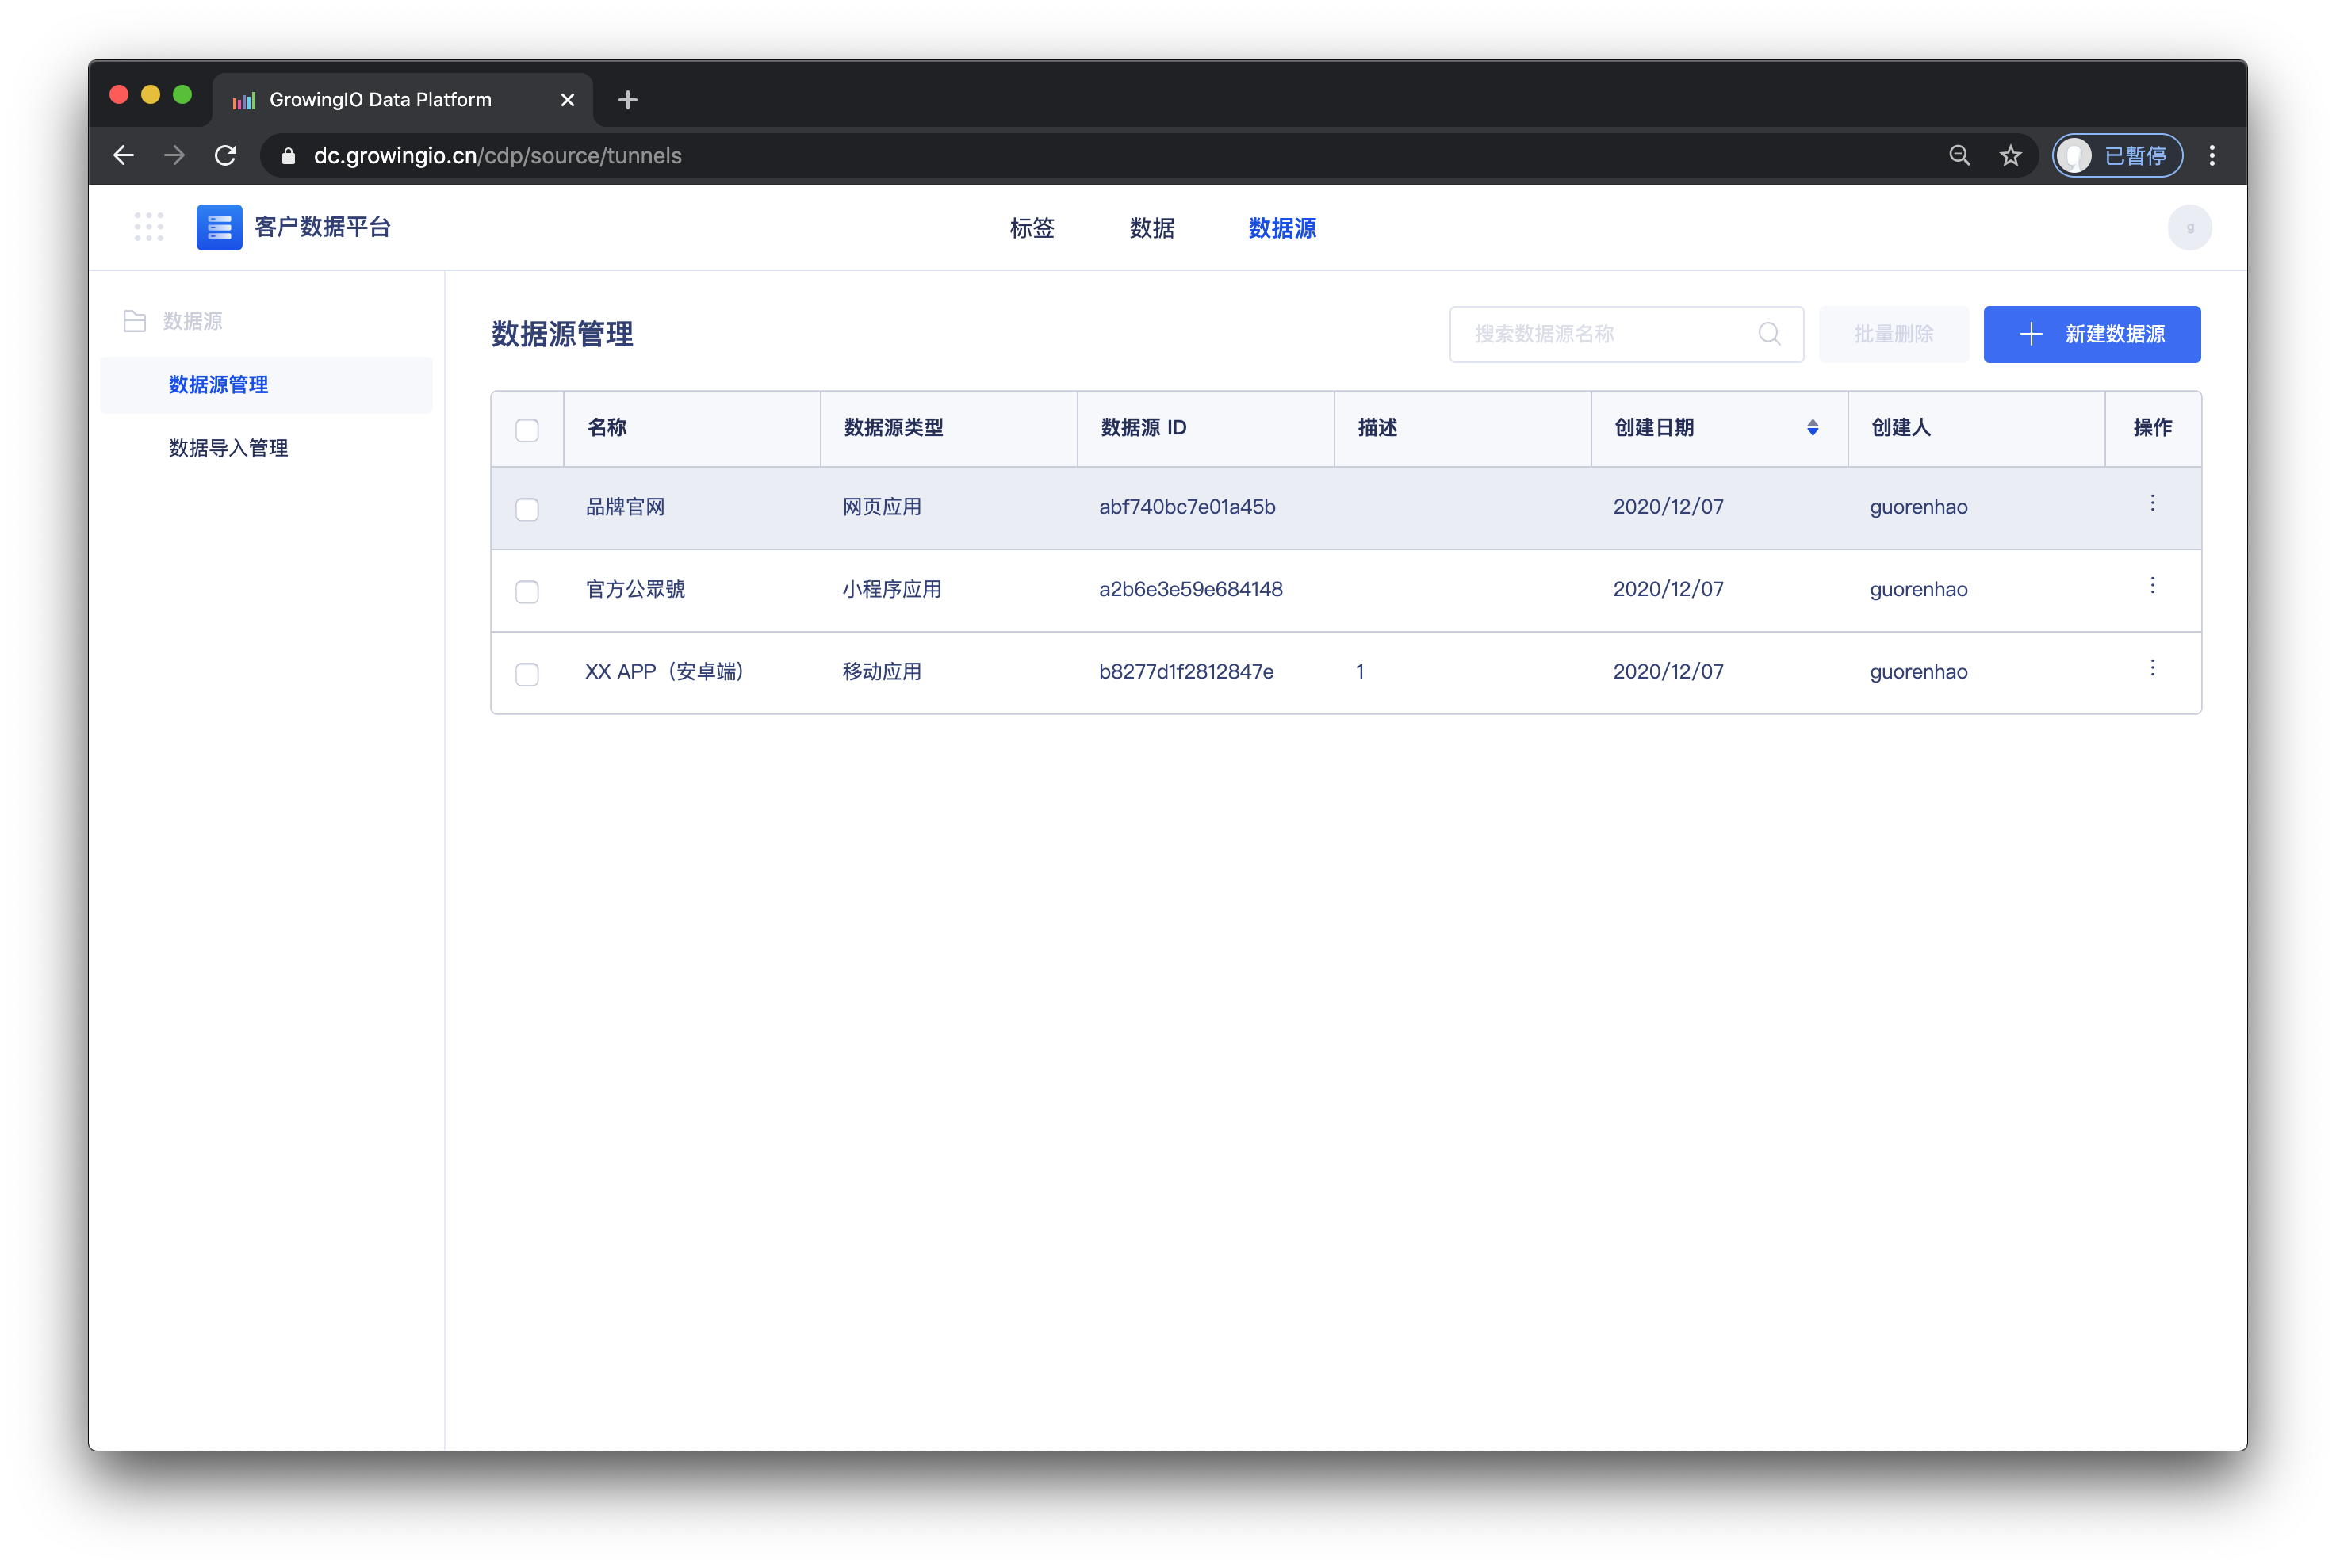 GrowingIO Data Platform
dc.growingio.cn/cdp/source/tunnels
已暂停
客户数据平台
标签
数据
数据源
g
数据源
数据源管理
数据导入管理
数据源管理
搜索数据源名称
批量删除
新建数据源
名称 数据源类型 数据源 ID 描述 创建日期 创建人 操作
品牌官网 网页应用 abf740bc7e01a45b 2020/12/07 guorenhao
官方公眾號 小程序应用 a2b6e3e59e684148 2020/12/07 guorenhao
XX APP（安卓端） 移动应用 b8277d1f2812847e 1 2020/12/07 guorenhao